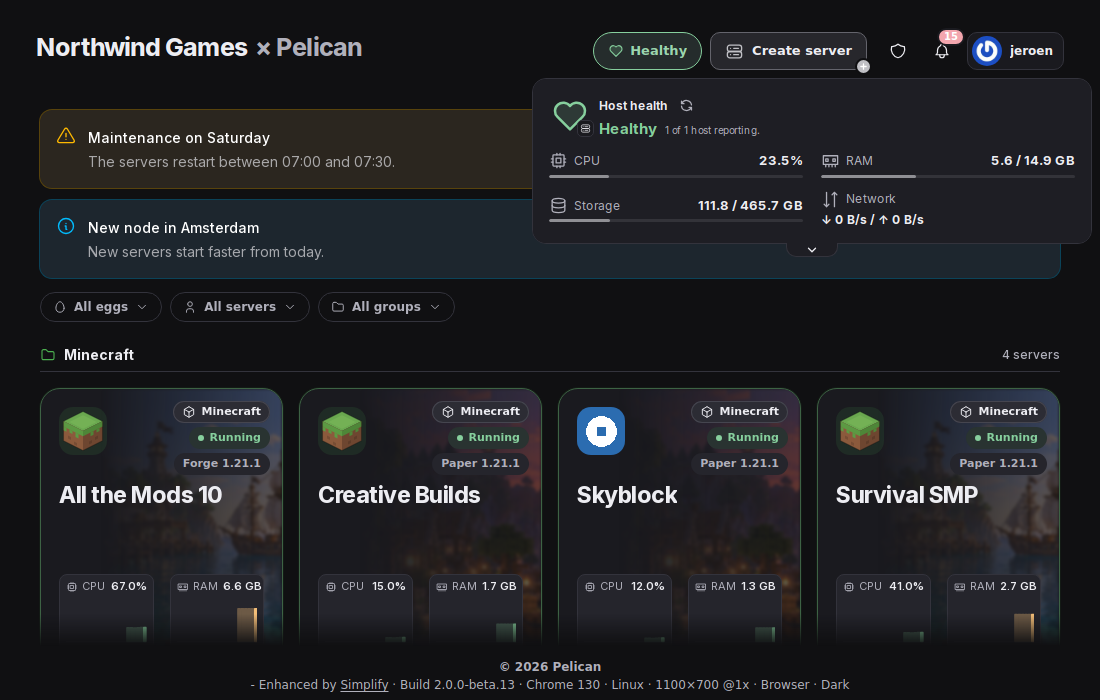 Northwind Games × Pelican
Healthy
Create server
15
jeroen
Host health
Healthy 1 of 1 host reporting.
CPU 23.5%
RAM 5.6 / 14.9 GB
Storage 111.8 / 465.7 GB
Network
↓ 0 B/s / ↑ 0 B/s
Maintenance on Saturday
The servers restart between 07:00 and 07:30.
New node in Amsterdam
New servers start faster from today.
All eggs
All servers
All groups
Minecraft
4 servers
Minecraft
Running
Forge 1.21.1
All the Mods 10
CPU 67.0%
RAM 6.6 GB
Minecraft
Running
Paper 1.21.1
Creative Builds
CPU 15.0%
RAM 1.7 GB
Minecraft
Running
Paper 1.21.1
Skyblock
CPU 12.0%
RAM 1.3 GB
Minecraft
Running
Paper 1.21.1
Survival SMP
CPU 41.0%
RAM 2.7 GB
© 2026 Pelican
- Enhanced by Simplify · Build 2.0.0-beta.13 · Chrome 130 · Linux · 1100×700 @1x · Browser · Dark